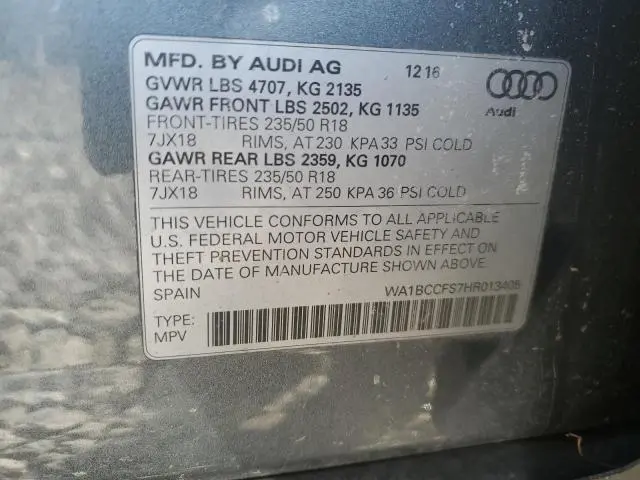 MFD. BY AUDI AG 12 16
GVWR LBS 4707, KG 2135
GAWR FRONT LBS 2502, KG 1135
Audi
FRONT-TIRES 235/50 R18
7JX18 RIMS, AT 230 KPA 33 PSI COLD
GAWR REAR LBS 2359, KG 1070
REAR-TIRES 235/50 R18
7JX18 RIMS, AT 250 KPA 36 PSI COLD
THIS VEHICLE CONFORMS TO ALL APPLICABLE
U.S. FEDERAL MOTOR VEHICLE SAFETY AND
THEFT PREVENTION STANDARDS IN EFFECT ON
THE DATE OF MANUFACTURE SHOWN ABOVE.
SPAIN WA1BCCFS7HR013405
TYPE:
MPV